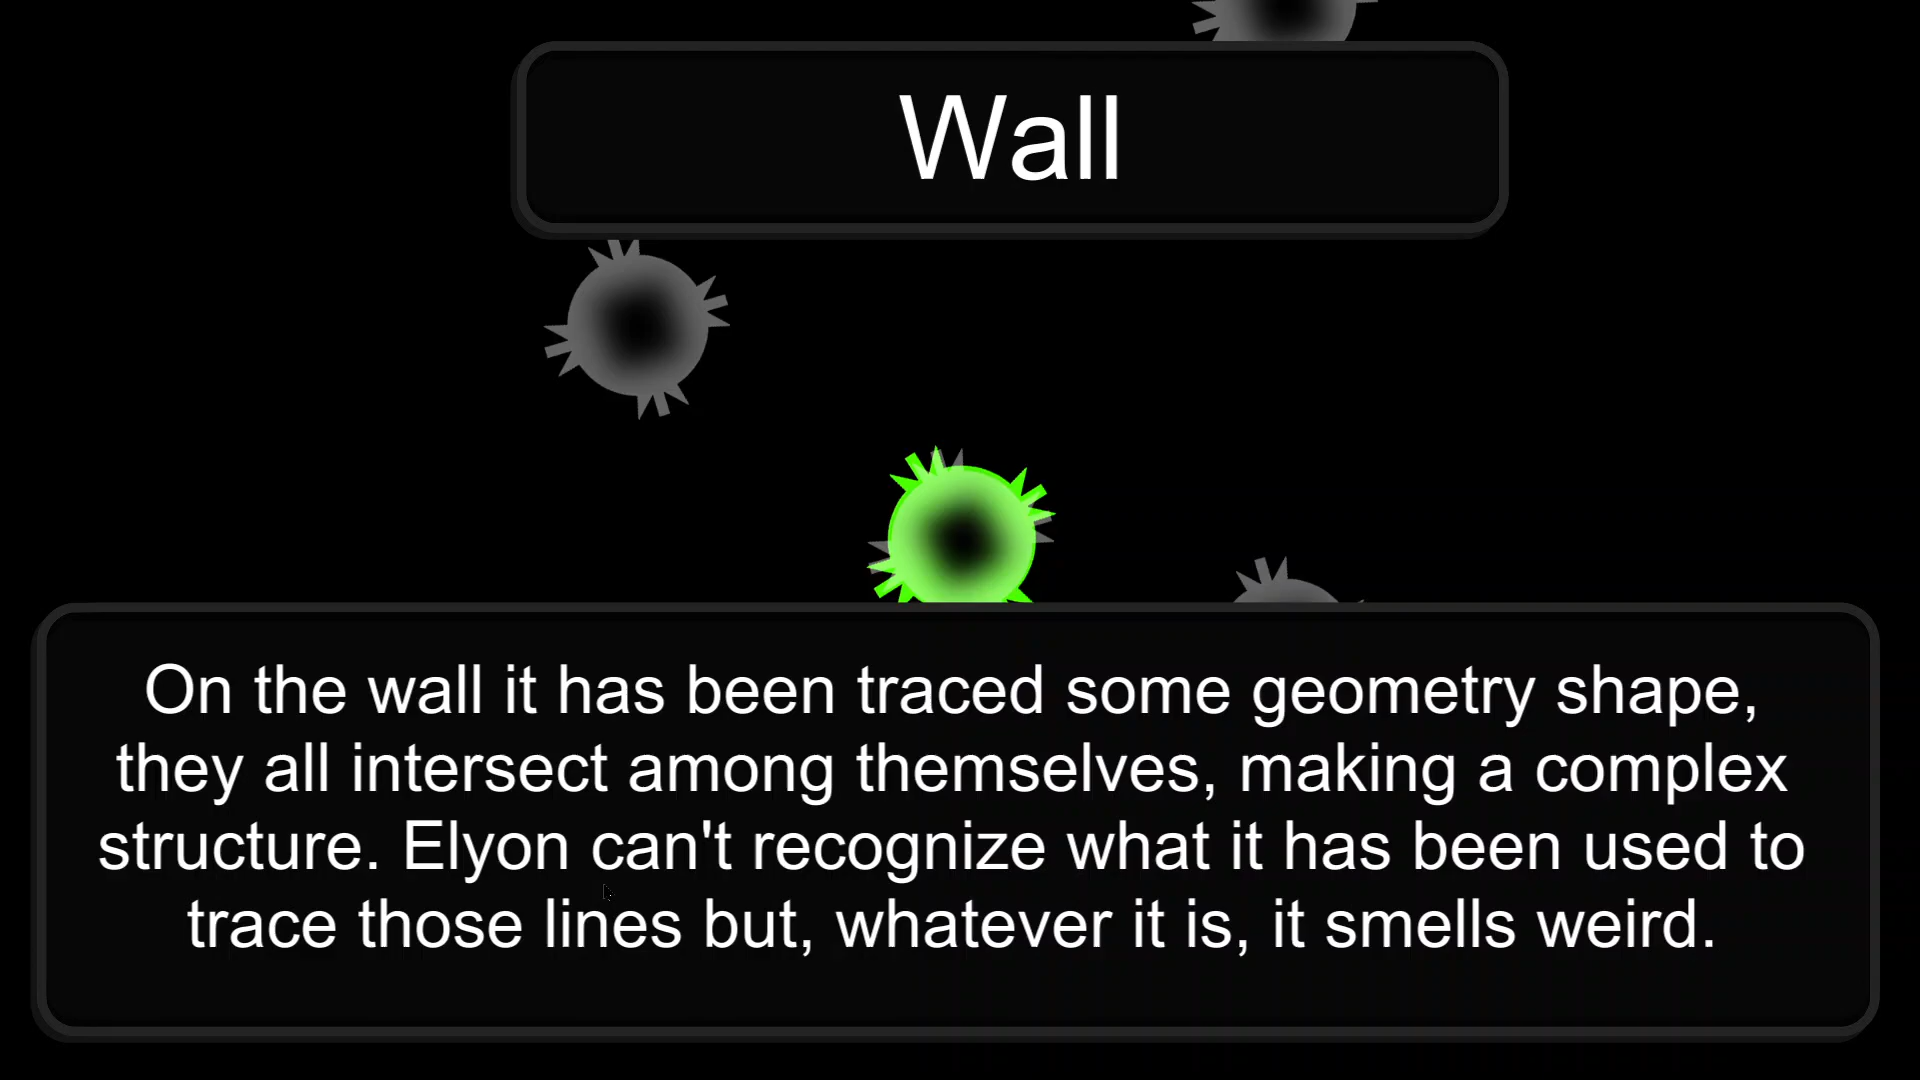 Wall
On the wall it has been traced some geometry shape,
they all intersect among themselves, making a complex
structure. Elyon can't recognize what it has been used to
trace those lines but, whatever it is, it smells weird.